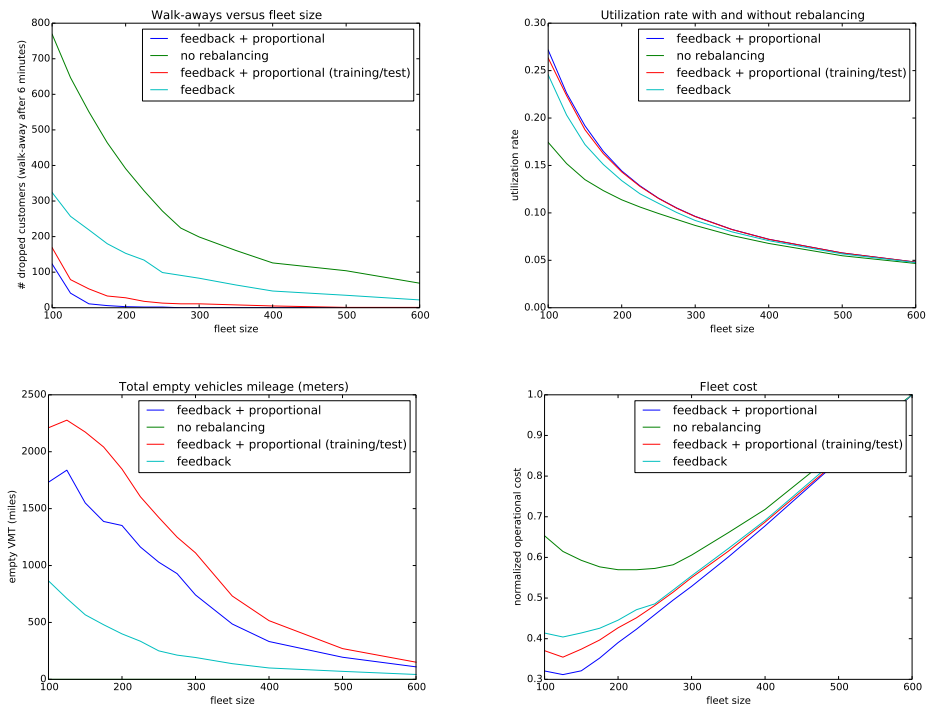 Walk-aways versus fleet size
800
700
600
500
400
300
200
100
0
# dropped customers (walk-away after 6 minutes)
feedback + proportional
no rebalancing
feedback + proportional (training/test)
feedback
100 200 300 400 500 600
fleet size
Utilization rate with and without rebalancing
0.30
0.25
0.20
0.15
0.10
0.05
0.00
utilization rate
feedback + proportional
no rebalancing
feedback + proportional (training/test)
feedback
100 200 300 400 500 600
fleet size
Total empty vehicles mileage (meters)
2500
2000
1500
1000
500
0
empty VMT (miles)
feedback + proportional
no rebalancing
feedback + proportional (training/test)
feedback
100 200 300 400 500 600
fleet size
Fleet cost
1.0
0.9
0.8
0.7
0.6
0.5
0.4
0.3
normalized operational cost
feedback + proportional
no rebalancing
feedback + proportional (training/test)
feedback
100 200 300 400 500 600
fleet size